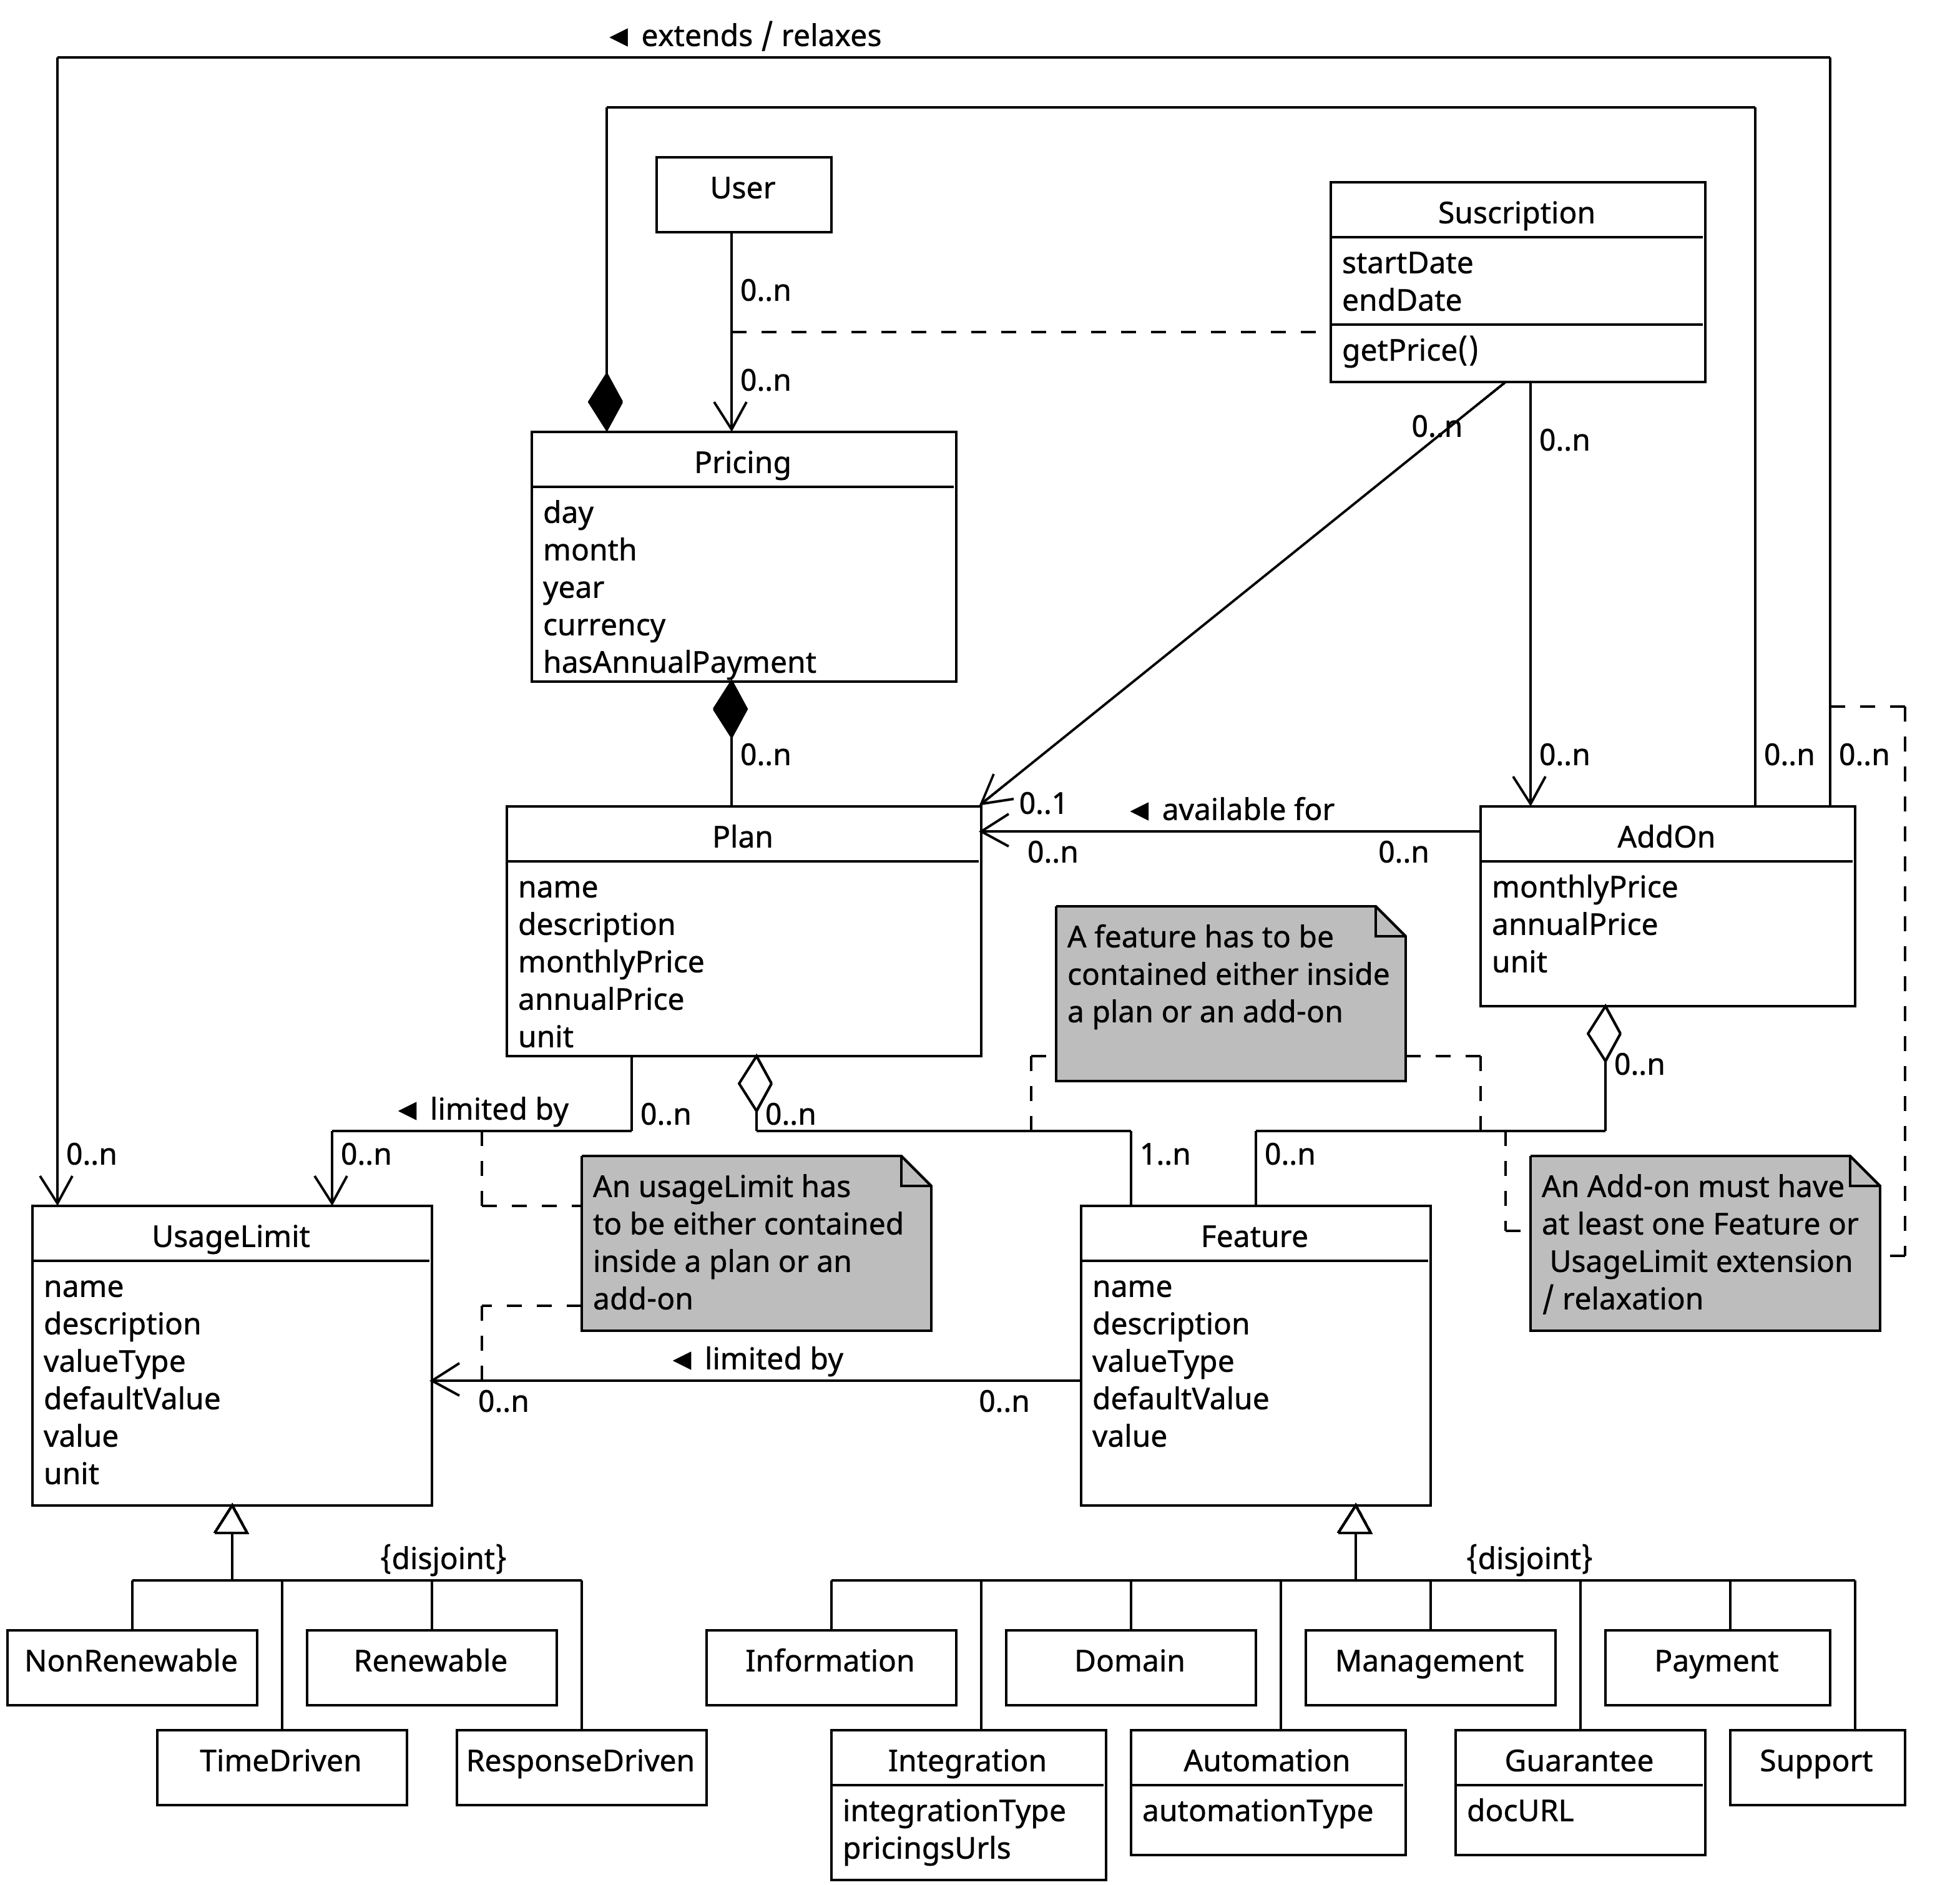 ◄ extends / relaxes
User
Suscription
startDate
endDate
getPrice()
0..n
0..n
0..n
0..n
Pricing
day
month
year
currency
hasAnnualPayment
0..n
0..n
0..n
0..n
0..1
◄ available for
0..n
0..n
Plan
name
description
monthlyPrice
annualPrice
unit
AddOn
monthlyPrice
annualPrice
unit
A feature has to be
contained either inside
a plan or an add-on
0..n
◄ limited by
0..n
0..n
0..n
0..n
1..n
0..n
An usageLimit has
to be either contained
inside a plan or an
add-on
An Add-on must have
at least one Feature or
UsageLimit extension
/ relaxation
UsageLimit
name
description
valueType
defaultValue
value
unit
◄ limited by
0..n
0..n
Feature
name
description
valueType
defaultValue
value
{disjoint}
{disjoint}
NonRenewable
Renewable
Information
Domain
Management
Payment
TimeDriven
ResponseDriven
Integration
integrationType
pricingsUrls
Automation
automationType
Guarantee
docURL
Support